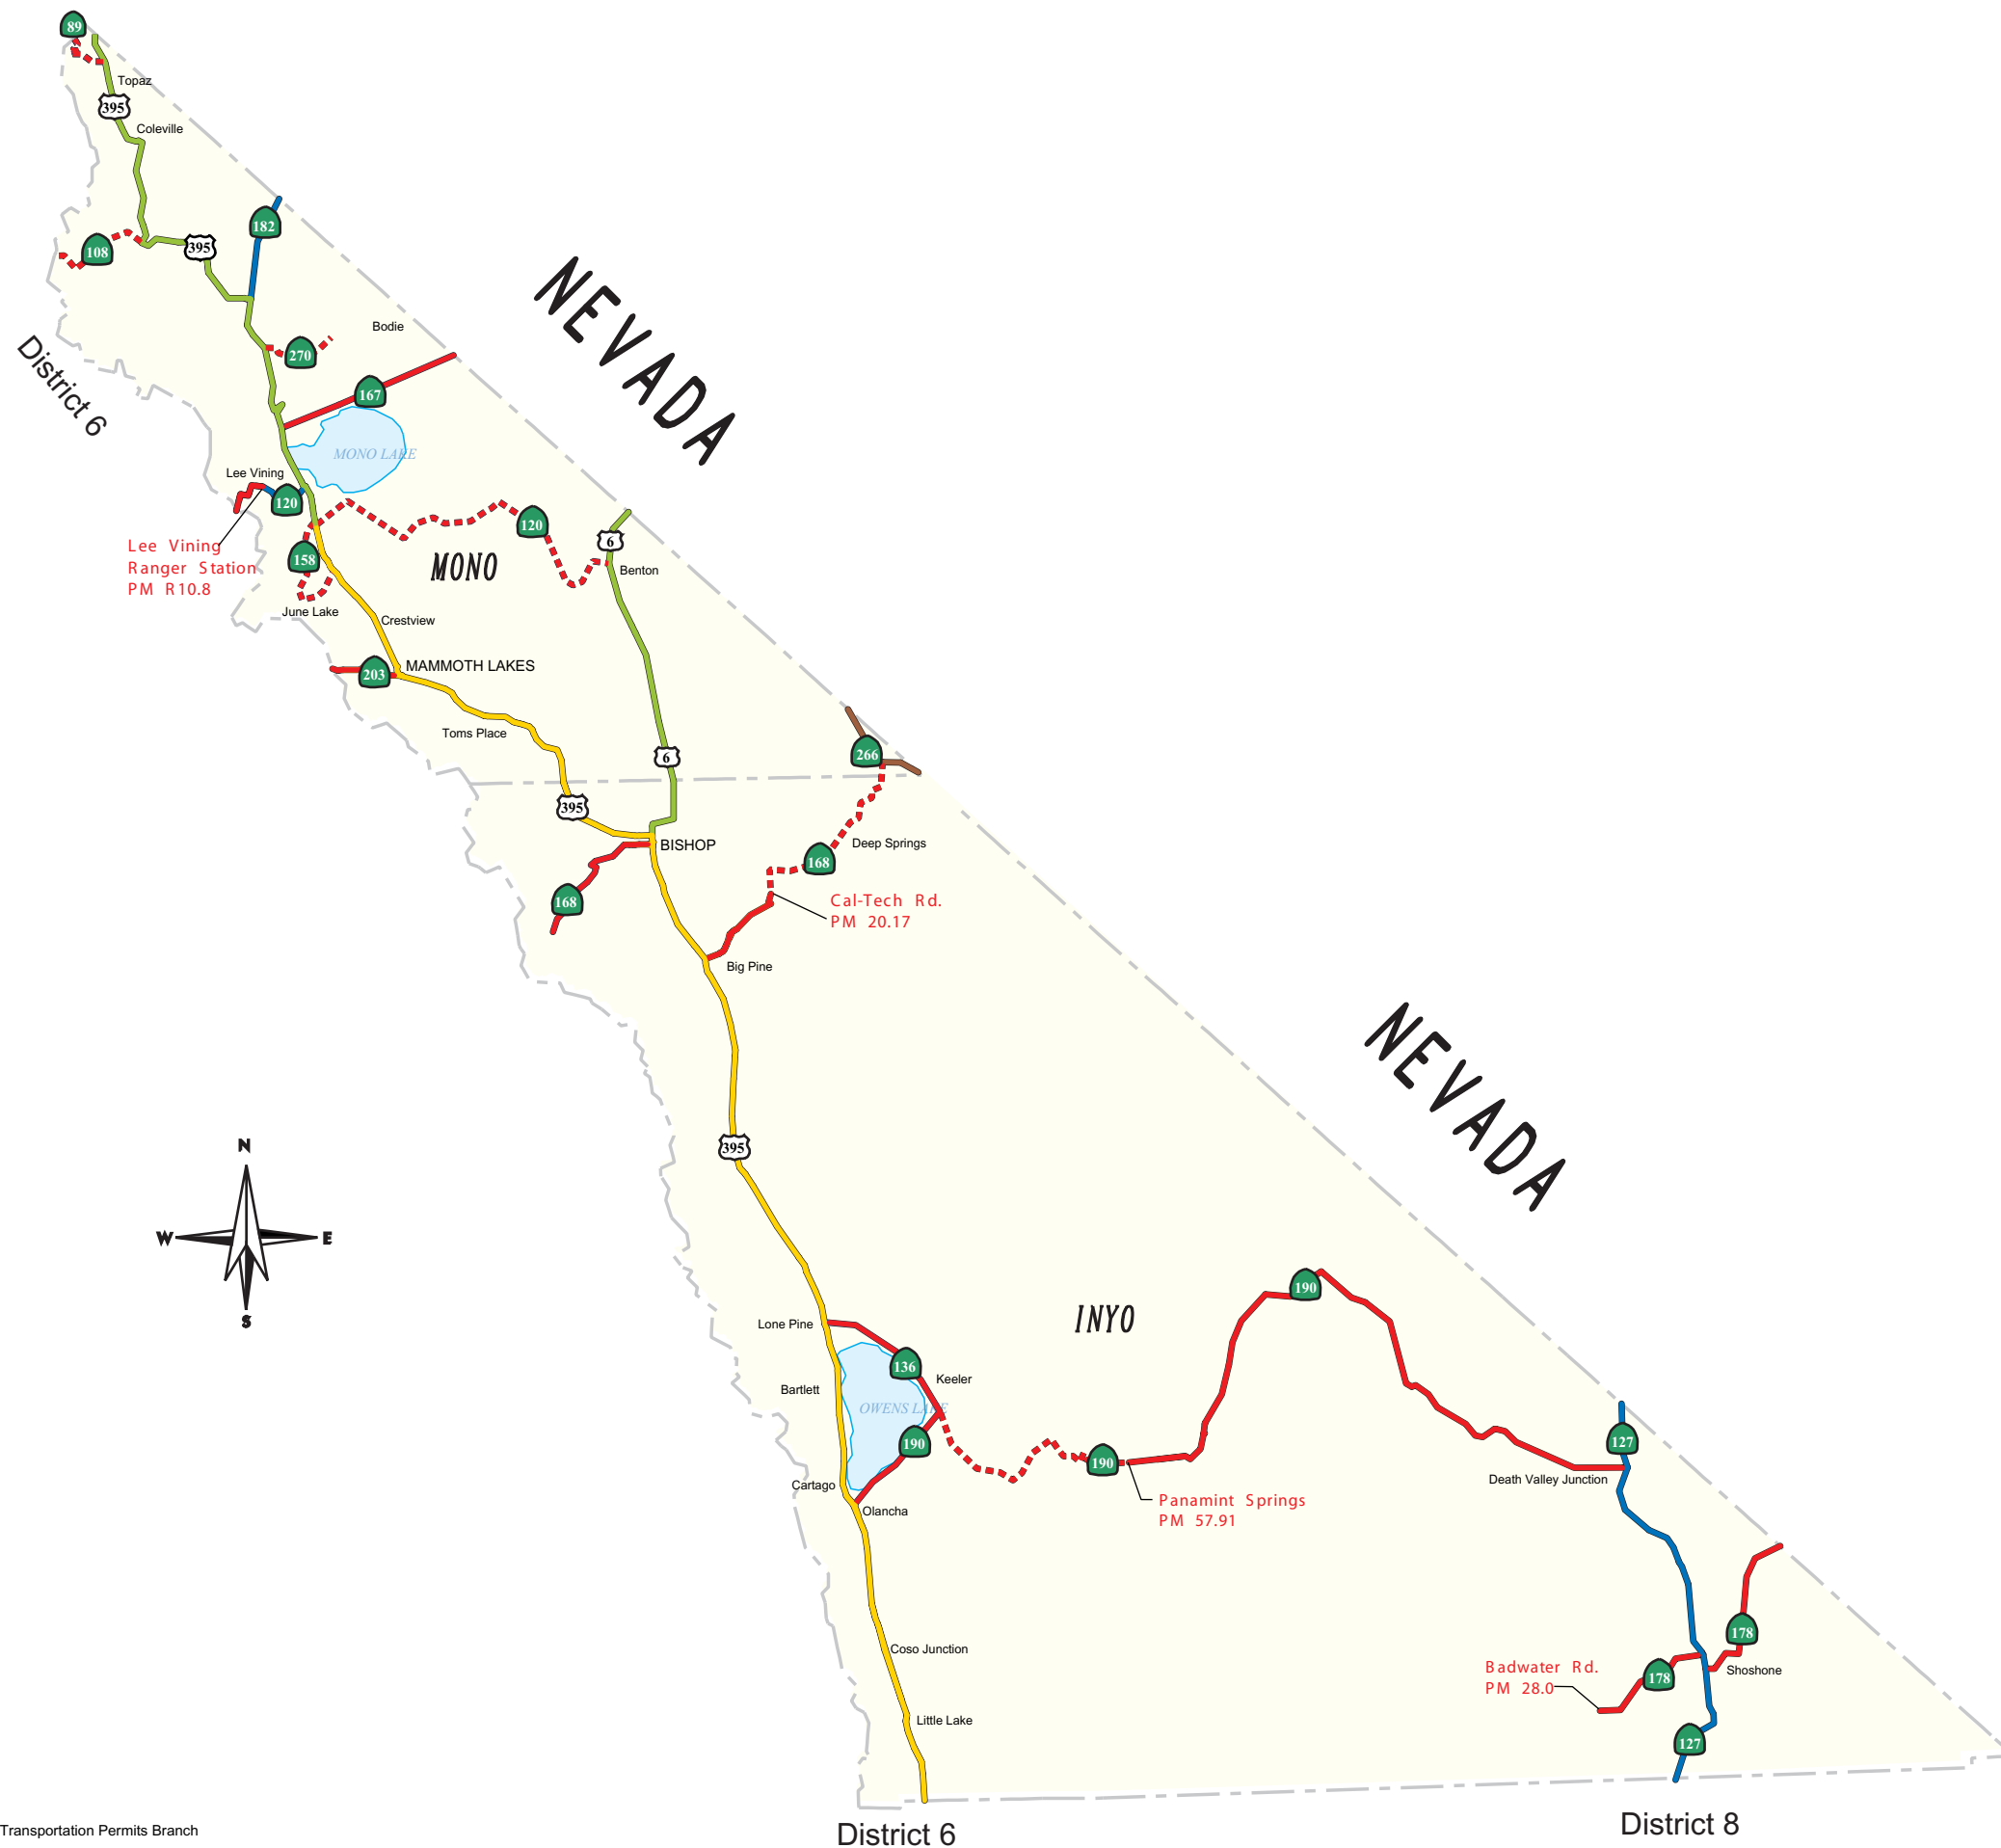 89
Topaz
395
Coleville
182
108
395
NEVADA
Bodie
270
District 6
167
MONO LAKE
Lee Vining
120
120
6
Lee Vining
Ranger Station
PM R10.8
158
MONO
Benton
June Lake
Crestview
MAMMOTH LAKES
203
Toms Place
6
266
395
BISHOP
Deep Springs
168
168
Cal-Tech Rd.
PM 20.17
Big Pine
NEVADA
395
N
W
E
S
190
INYO
Lone Pine
136
Keeler
Bartlett
OWENS LAKE
190
190
127
Death Valley Junction
Cartago
Olancha
Panamint Springs
PM 57.91
178
Coso Junction
Badwater Rd.
PM 28.0
178
Shoshone
Little Lake
127
Transportation Permits Branch
District 6
District 8